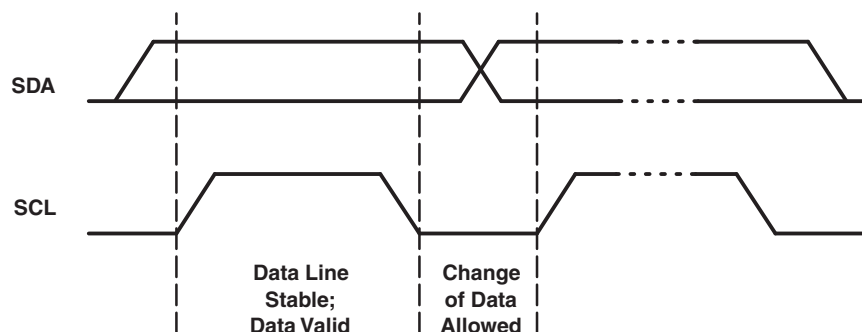 SDA
SCL
Data Line
Stable;
Data Valid
Change
of Data
Allowed